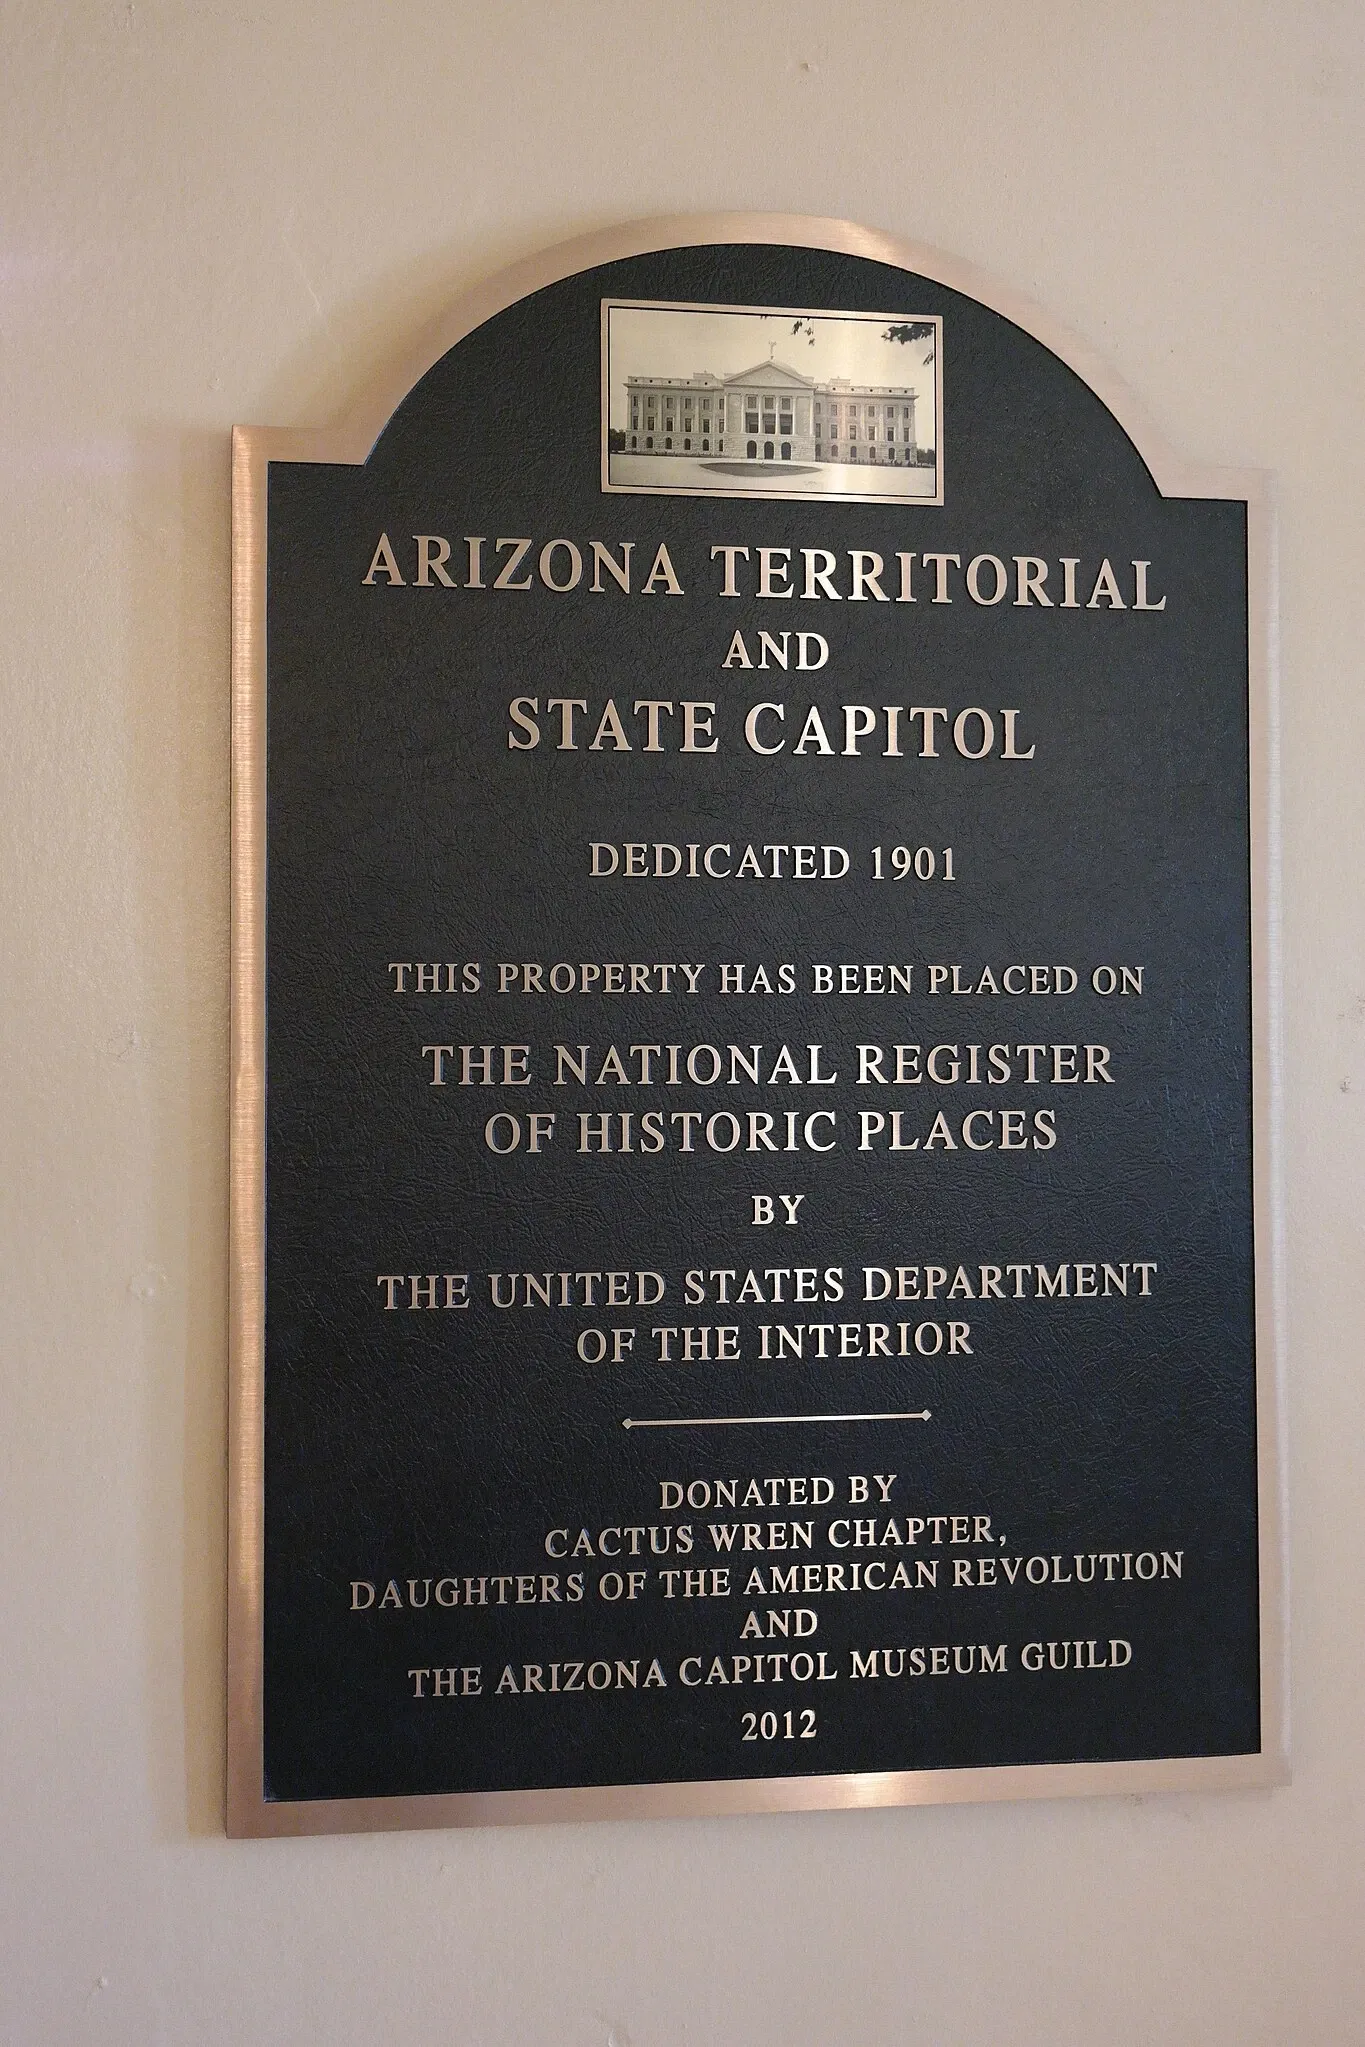 ARIZONA TERRITORIAL
AND
STATE CAPITOL
DEDICATED 1901
THIS PROPERTY HAS BEEN PLACED ON
THE NATIONAL REGISTER
OF HISTORIC PLACES
BY
THE UNITED STATES DEPARTMENT
OF THE INTERIOR
DONATED BY
CACTUS WREN CHAPTER,
DAUGHTERS OF THE AMERICAN REVOLUTION
AND
THE ARIZONA CAPITOL MUSEUM GUILD
2012